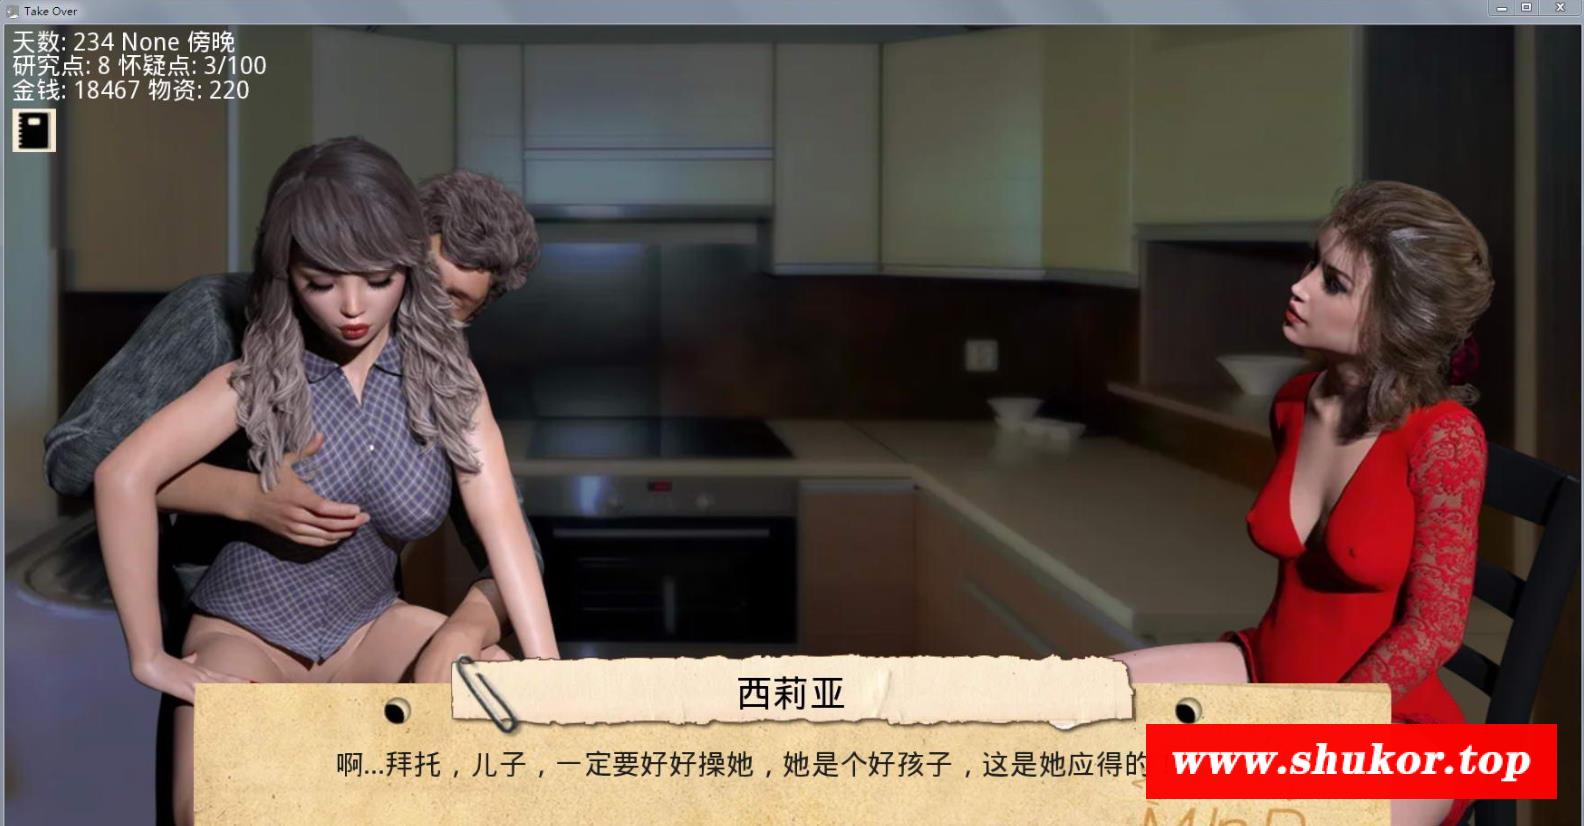 Take Over
天数: 234 None 傍晚
研究点: 8 怀疑点: 3/100
金钱: 18467 物资: 220
西莉亚
啊...拜托，儿子，一定要好好操她，她是个好孩子，这是她应得的
www.shukor.top